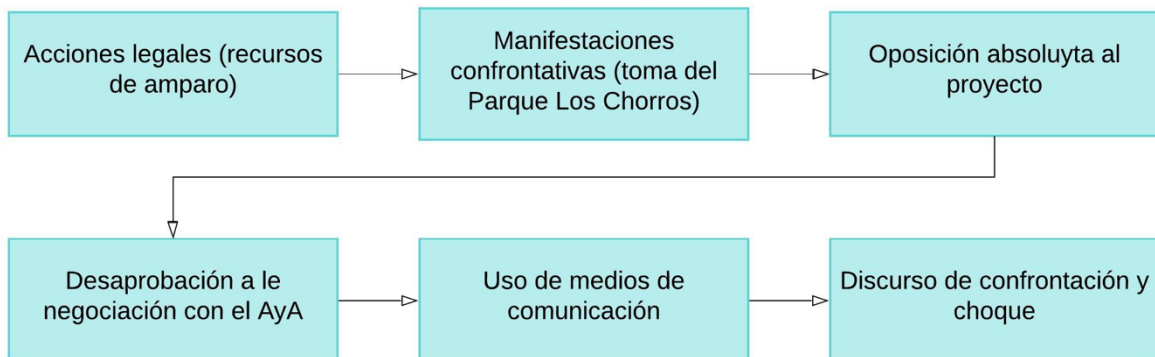 Acciones legales (recursos
de amparo)
Manifestaciones
confrontativas (toma del
Parque Los Chorros)
Oposición absoluyta al
proyecto
Desaprobación a le
negociación con el AyA
Uso de medios de
comunicación
Discurso de confrontación y
choque